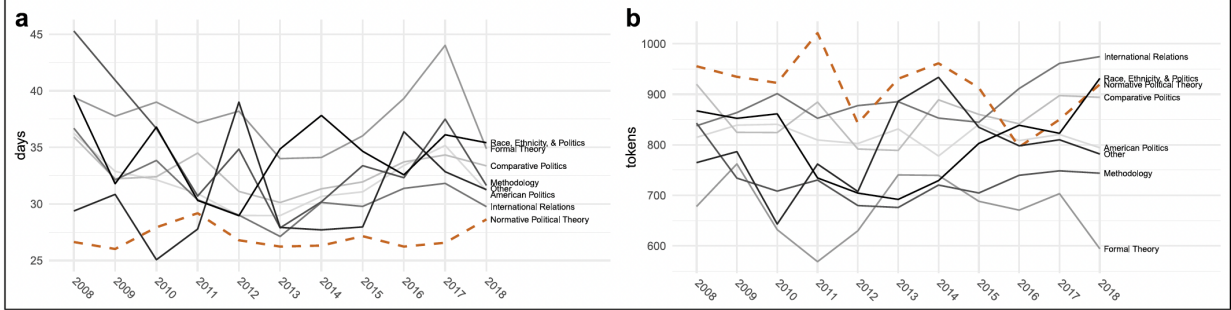 a
45
40
35
30
25
days
2008
2009
2010
2011
2012
2013
2014
2015
2016
2017
2018
Race, Ethnicity, & Politics
Formal Theory
Comparative Politics
Methodology
Other
American Politics
International Relations
Normative Political Theory
b
1000
900
800
700
600
tokens
2008
2009
2010
2011
2012
2013
2014
2015
2016
2017
2018
International Relations
Race, Ethnicity, & Politics
Normative Political Theory
Comparative Politics
American Politics
Other
Methodology
Formal Theory